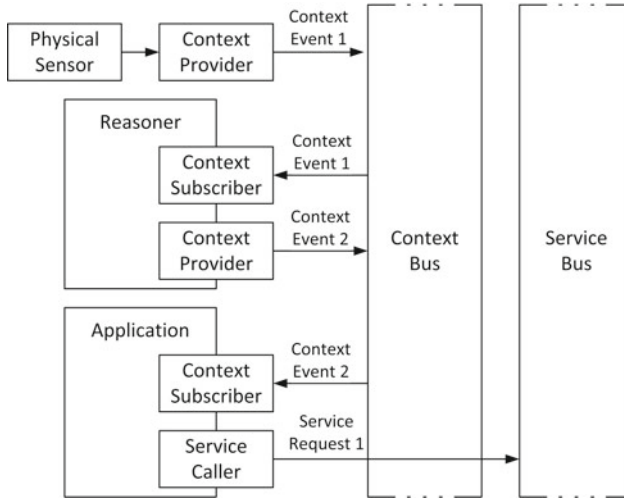 Physical
Sensor
Context
Provider
Context
Event 1
Reasoner
Context
Subscriber
Context
Event 1
Context
Provider
Context
Event 2
Context
Bus
Service
Bus
Application
Context
Subscriber
Context
Event 2
Service
Caller
Service
Request 1